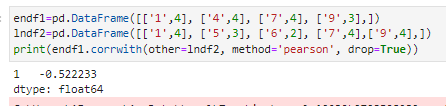 endf1=pd.DataFrame([['1',4], ['4',4], ['7',4], ['9',3],])
lndf2=pd.DataFrame([['1',4], ['5',3], ['6',2], ['7',4],['9',4],])
print(endf1.corrwith(other=lndf2, method='pearson', drop=True))
1 -0.522233
dtype: float64